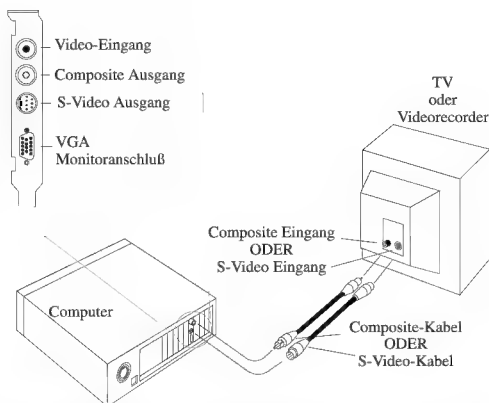 Video-Eingang
Composite Ausgang
S-Video Ausgang
VGA
Monitoranschluß
TV
oder
Videorecorder
Composite Eingang
ODER
S-Video Eingang
Computer
Composite-Kabel
ODER
S-Video-Kabel